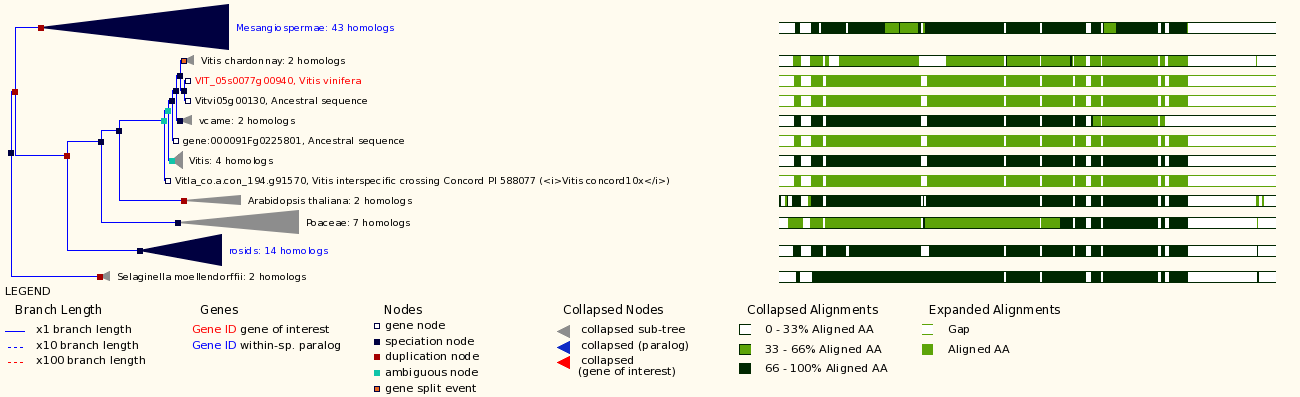 Mesangiospermae: 43 homologs
Vitis chardonnay: 2 homologs
VIT_05s0077g00940, Vitis vinifera
Vitvi05g00130, Ancestral sequence
vcame: 2 homologs
gene:000091Fg0225801, Ancestral sequence
Vitis: 4 homologs
Vitla_co.a.con_194.g91570, Vitis interspecific crossing Concord PI 588077 (<i>Vitis concord10x</i>)
Arabidopsis thaliana: 2 homologs
Poaceae: 7 homologs
rosids: 14 homologs
Selaginella moellendorffii: 2 homologs
LEGEND
Branch Length
x1 branch length
x10 branch length
x100 branch length
Genes
Gene ID gene of interest
Gene ID within-sp. paralog
Nodes
gene node
speciation node
duplication node
ambiguous node
gene split event
Collapsed Nodes
collapsed sub-tree
collapsed (paralog)
collapsed
(gene of interest)
Collapsed Alignments
0 - 33% Aligned AA
33 - 66% Aligned AA
66 - 100% Aligned AA
Expanded Alignments
Gap
Aligned AA